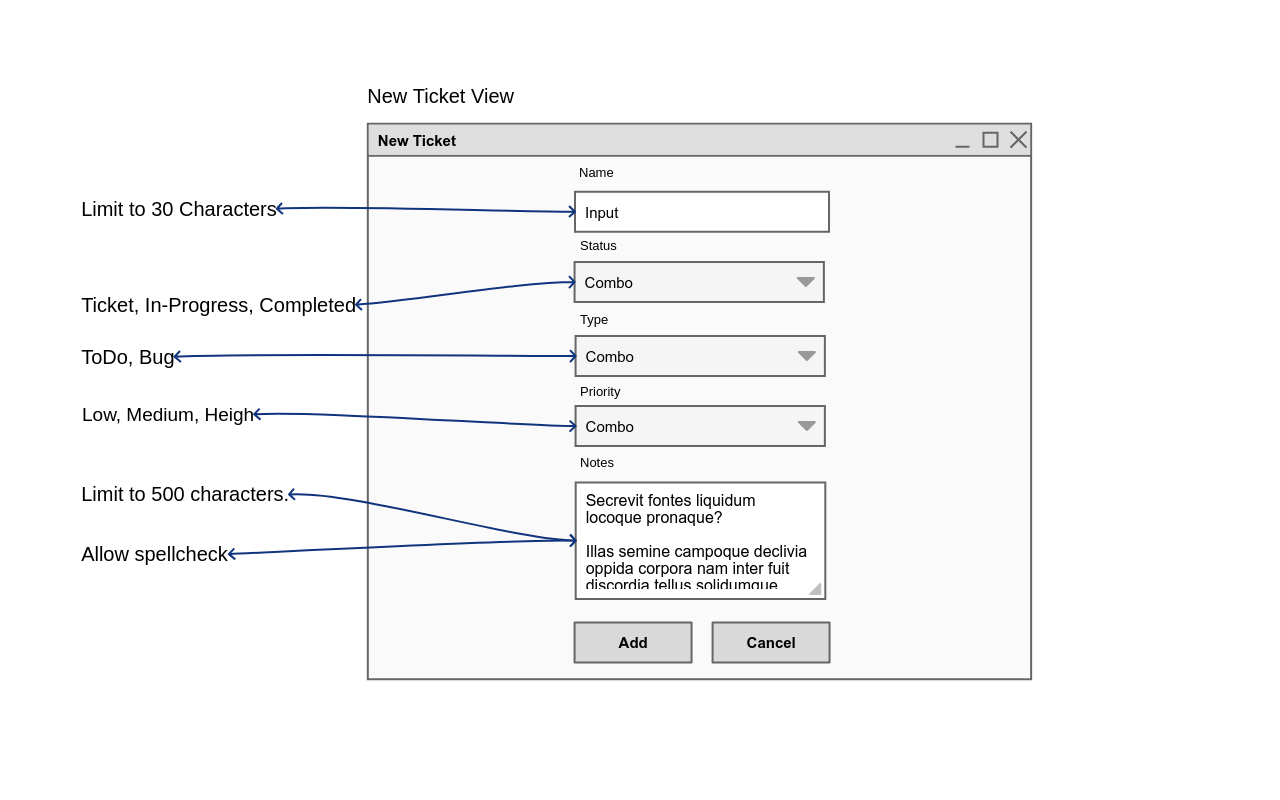 New Ticket View
New Ticket
Name
Limit to 30 Characters
Input
Status
Ticket, In-Progress, Completed
Combo
Type
ToDo, Bug
Combo
Priority
Low, Medium, Heigh
Combo
Notes
Limit to 500 characters.
Allow spellcheck
Secrevit fontes liquidum
locoque pronaque?
Illas semine campoque declivia
oppida corpora nam inter fuit
discordia tellus solidumque
Add
Cancel